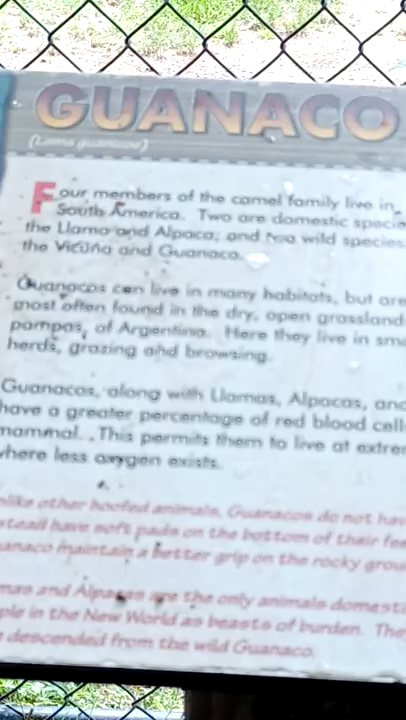 GUANACO
(Lama guanicoe)
Four members of the camel family live in
South America. Two are domestic specie
the Llama and Alpaca; and two wild species
the Vicuña and Guanaco.
Guanacos can live in many habitats, but are
most often found in the dry, open grassland
pampas, of Argentina. Here they live in sma
herds, grazing and browsing.
Guanacos, along with Llamas, Alpacas, and
have a greater percentage of red blood cell
mammal. This permits them to live at extre
where less oxygen exists.
nlike other hoofed animals, Guanacos do not hav
stead have soft pads on the bottom of their fee
anaco maintain a better grip on the rocky grou
mas and Alpacas are the only animals domesti
ple in the New World as beasts of burden. The
descended from the wild Guanaco.